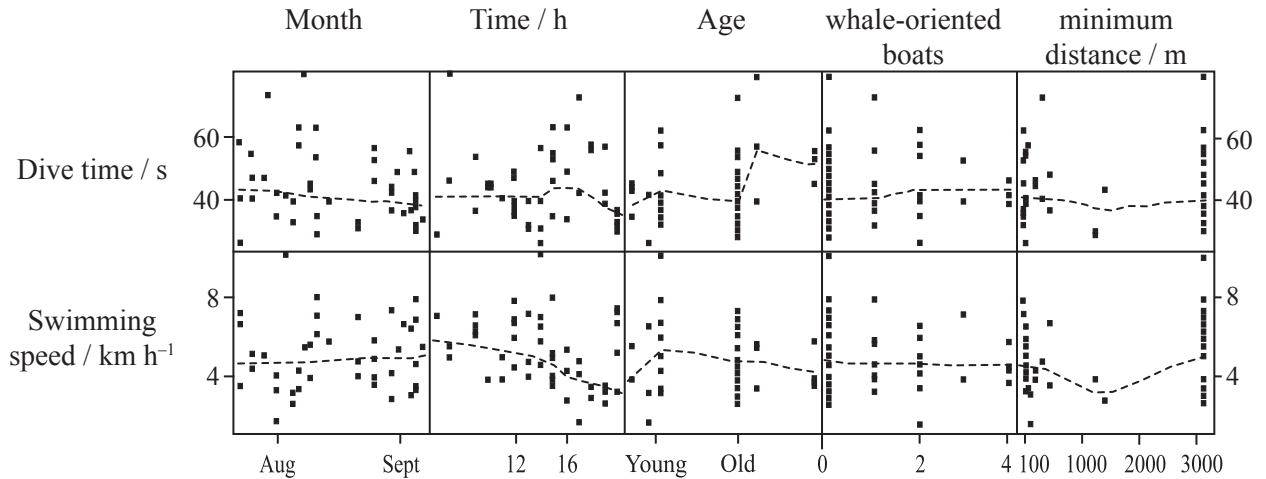 Month Time / h Age whale-oriented minimum
boats distance / m
60 60
Dive time / s
40 40
8 8
Swimming
speed / km h⁻¹
4 4
Aug Sept 12 16 Young Old 0 2 4 100 1000 2000 3000